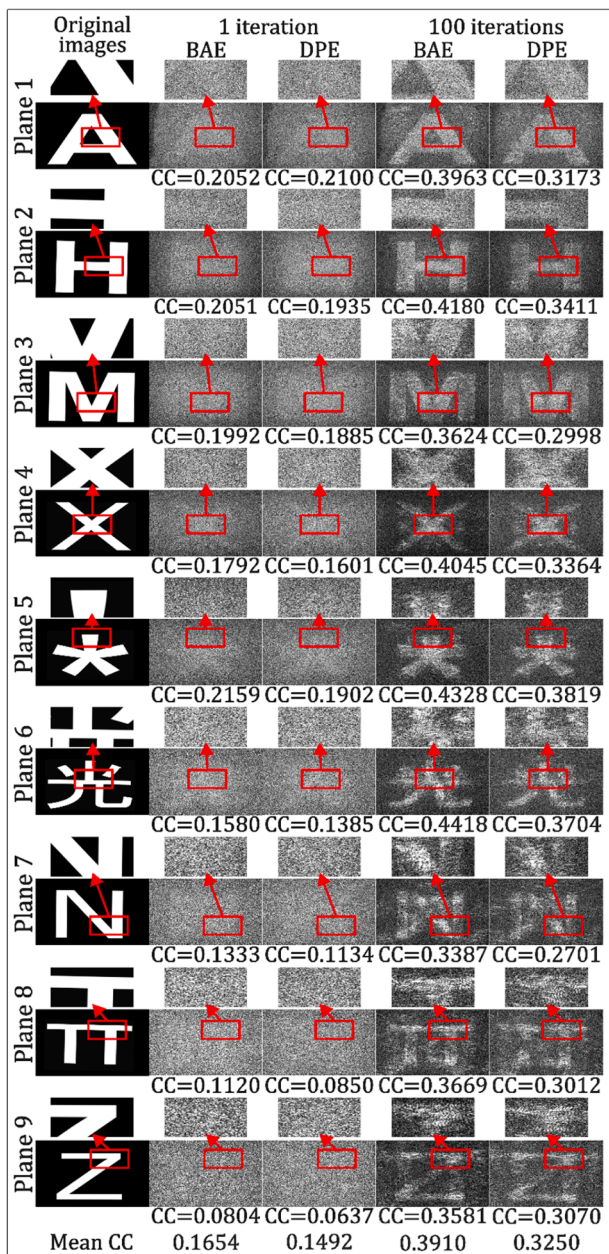 Original images 1 iteration 100 iterations
BAE DPE BAE DPE
Plane 1
A
CC=0.2052 CC=0.2100 CC=0.3963 CC=0.3173
Plane 2
H
CC=0.2051 CC=0.1935 CC=0.4180 CC=0.3411
Plane 3
M
CC=0.1992 CC=0.1885 CC=0.3624 CC=0.2998
Plane 4
CC=0.1792 CC=0.1601 CC=0.4045 CC=0.3364
Plane 5
CC=0.2159 CC=0.1902 CC=0.4328 CC=0.3819
Plane 6
光
CC=0.1580 CC=0.1385 CC=0.4418 CC=0.3704
Plane 7
N
CC=0.1333 CC=0.1134 CC=0.3387 CC=0.2701
Plane 8
π
CC=0.1120 CC=0.0850 CC=0.3669 CC=0.3012
Plane 9
Z
CC=0.0804 CC=0.0637 CC=0.3581 CC=0.3070
Mean CC 0.1654 0.1492 0.3910 0.3250